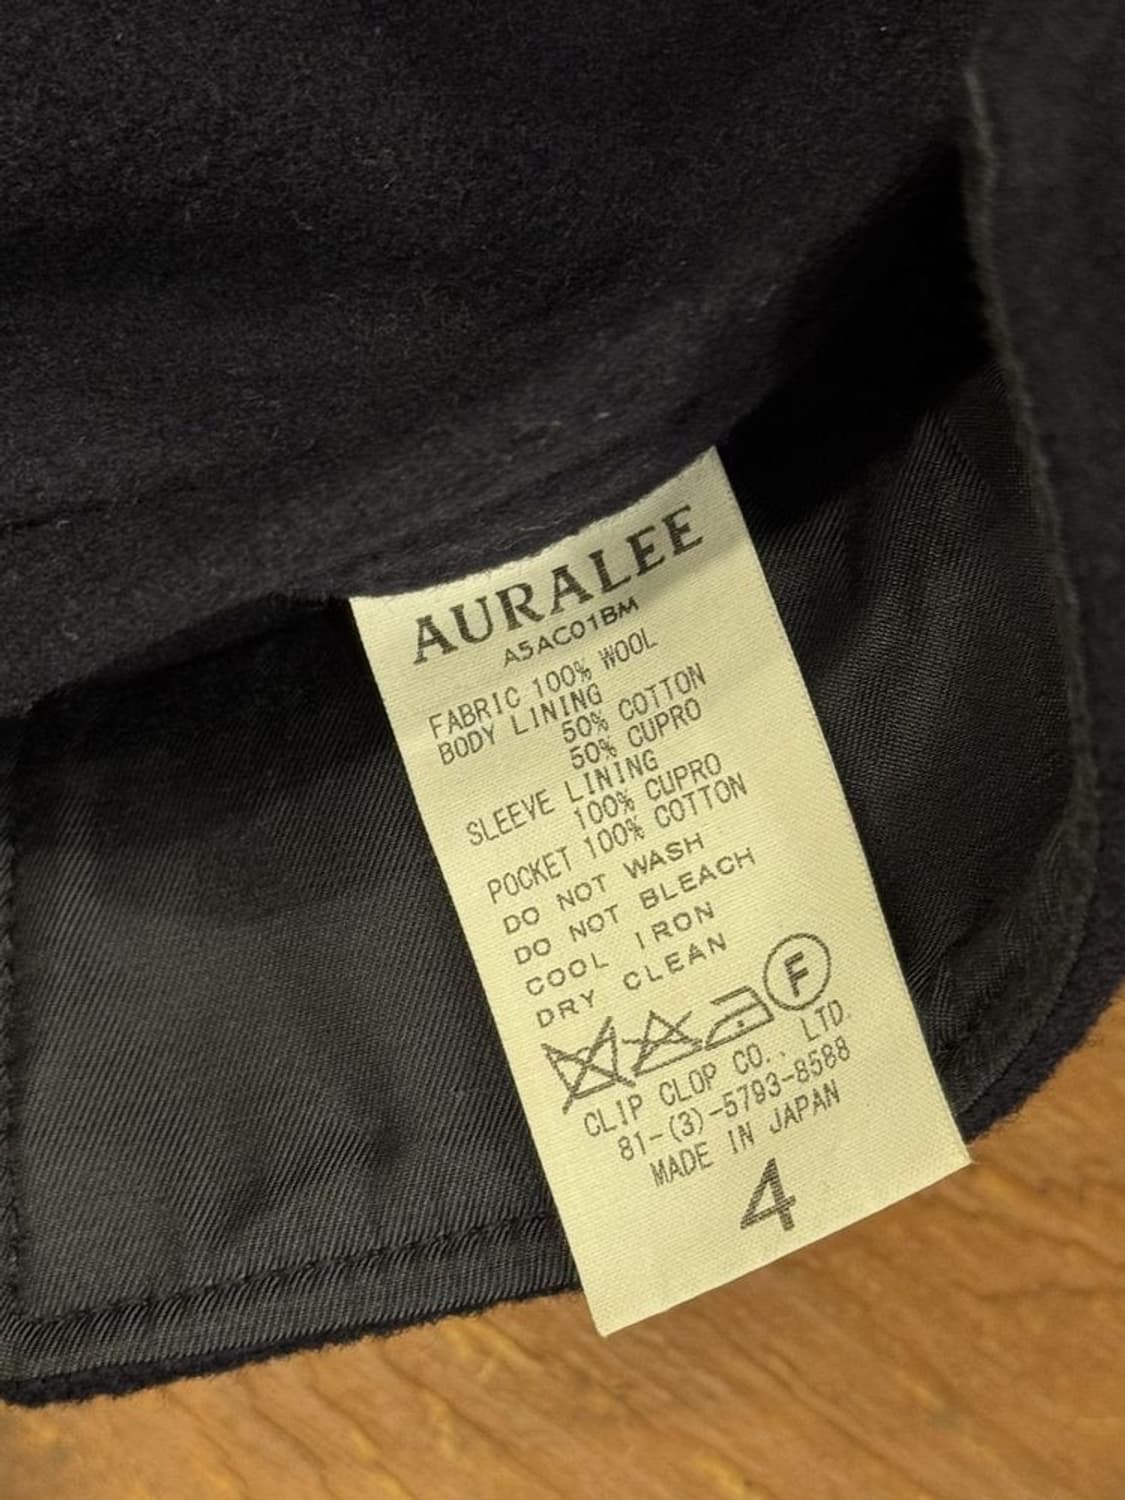 AURALEE
A5AC01BM
FABRIC 100% WOOL
BODY LINING
50% COTTON
50% CUPRO
SLEEVE LINING
100% CUPRO
POCKET 100% COTTON
DO NOT WASH
DO NOT BLEACH
COOL IRON
DRY CLEAN
F
CLIP CLOP CO., LTD.
81-(3)-5793-8588
MADE IN JAPAN
4